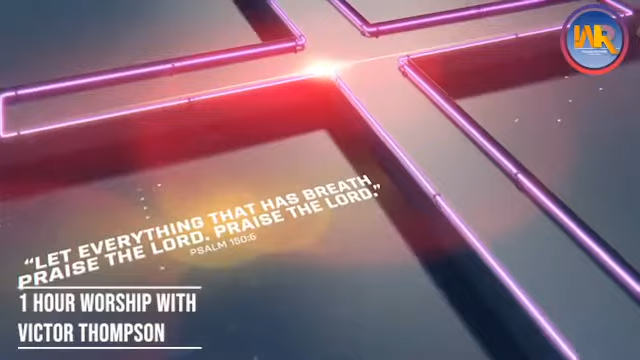 WR
“LET EVERYTHING THAT HAS BREATH
PRAISE THE LORD. PRAISE THE LORD.”
PSALM 150:6
1 HOUR WORSHIP WITH
VICTOR THOMPSON